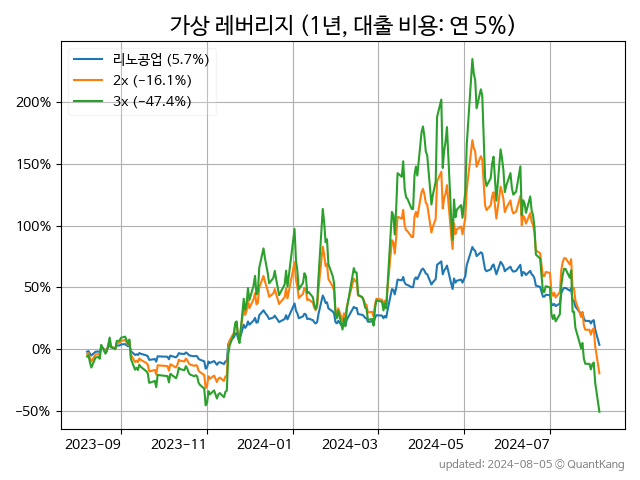 가상 레버리지 (1년, 대출 비용: 연 5%)
리노공업 (5.7%)
2x (−16.1%)
3x (−47.4%)
200%
150%
100%
50%
0%
−50%
2023-09
2023-11
2024-01
2024-03
2024-05
2024-07
updated: 2024-08-05 © QuantKang